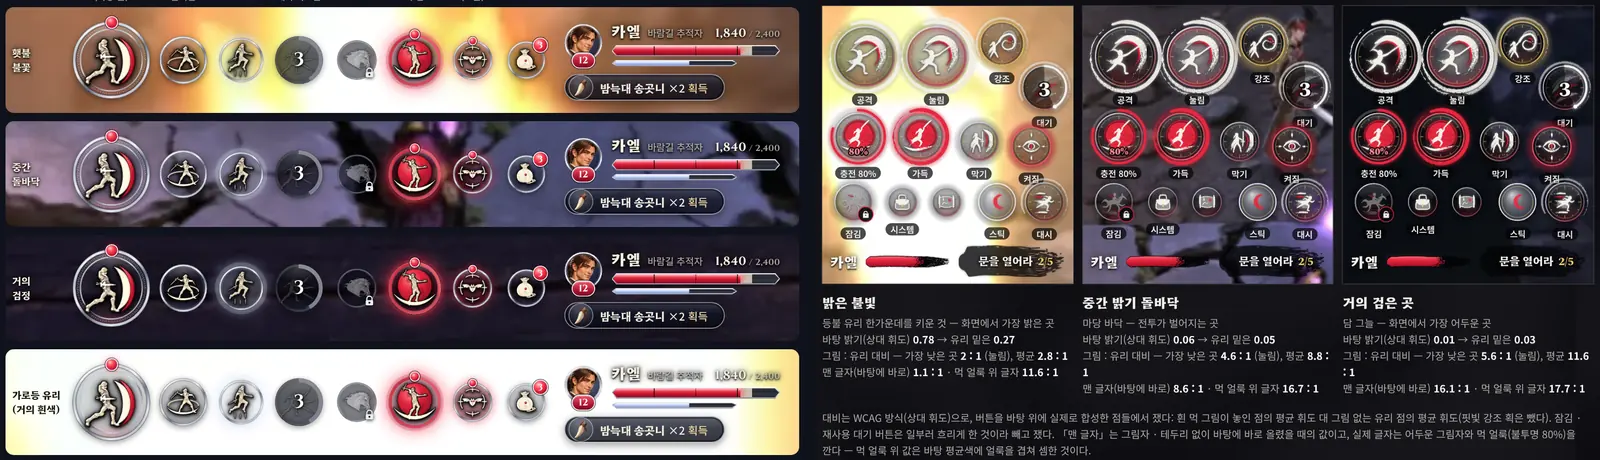 횃불
불꽃
3
3
12
카엘 바람길 추적자 1,840 / 2,400
밤늑대 송곳니 ×2 획득
중간
돌바닥
3
3
12
카엘 바람길 추적자 1,840 / 2,400
밤늑대 송곳니 ×2 획득
거의
검정
3
3
12
카엘 바람길 추적자 1,840 / 2,400
밤늑대 송곳니 ×2 획득
가로등 유리
(거의 흰색)
3
3
12
카엘 바람길 추적자 1,840 / 2,400
밤늑대 송곳니 ×2 획득
공격 눌림 강조
3
대기
80%
충전 80% 가득 막기 켜짐
잠김 시스템 스틱 대시
카엘 문을 열어라 2/5
공격 눌림 강조
3
대기
80%
충전 80% 가득 막기 켜짐
잠김 시스템 스틱 대시
카엘 문을 열어라 2/5
공격 눌림 강조
3
대기
80%
충전 80% 가득 막기 켜짐
잠김 시스템 스틱 대시
카엘 문을 열어라 2/5
밝은 불빛
등불 유리 한가운데를 키운 것 — 화면에서 가장 밝은 곳
바탕 밝기(상대 휘도) 0.78 → 유리 밑은 0.27
그림 : 유리 대비 — 가장 낮은 곳 2 : 1 (눌림), 평균 2.8 : 1
맨 글자(바탕에 바로) 1.1 : 1 · 먹 얼룩 위 글자 11.6 : 1
중간 밝기 돌바닥
마당 바닥 — 전투가 벌어지는 곳
바탕 밝기(상대 휘도) 0.06 → 유리 밑은 0.05
그림 : 유리 대비 — 가장 낮은 곳 4.6 : 1 (눌림), 평균 8.8 :
1
맨 글자(바탕에 바로) 8.6 : 1 · 먹 얼룩 위 글자 16.7 : 1
거의 검은 곳
담 그늘 — 화면에서 가장 어두운 곳
바탕 밝기(상대 휘도) 0.01 → 유리 밑은 0.03
그림 : 유리 대비 — 가장 낮은 곳 5.6 : 1 (눌림), 평균 11.6
: 1
맨 글자(바탕에 바로) 16.1 : 1 · 먹 얼룩 위 글자 17.7 : 1
대비는 WCAG 방식(상대 휘도)으로, 버튼을 바탕 위에 실제로 합성한 점들에서 쟀다: 흰 먹 그림이 놓인 점의 평균 휘도 대 그림 없는 유리 점의 평균 휘도(핏빛 강조 획은 뺐다). 잠김 ·
재사용 대기 버튼은 일부러 흐리게 한 것이라 빼고 쟀다. 「맨 글자」는 그림자 · 테두리 없이 바탕에 바로 올렸을 때의 값이고, 실제 글자는 어두운 그림자와 먹 얼룩(불투명 80%)을
깐다 — 먹 얼룩 위 값은 바탕 평균색에 얼룩을 겹쳐 셈한 것이다.